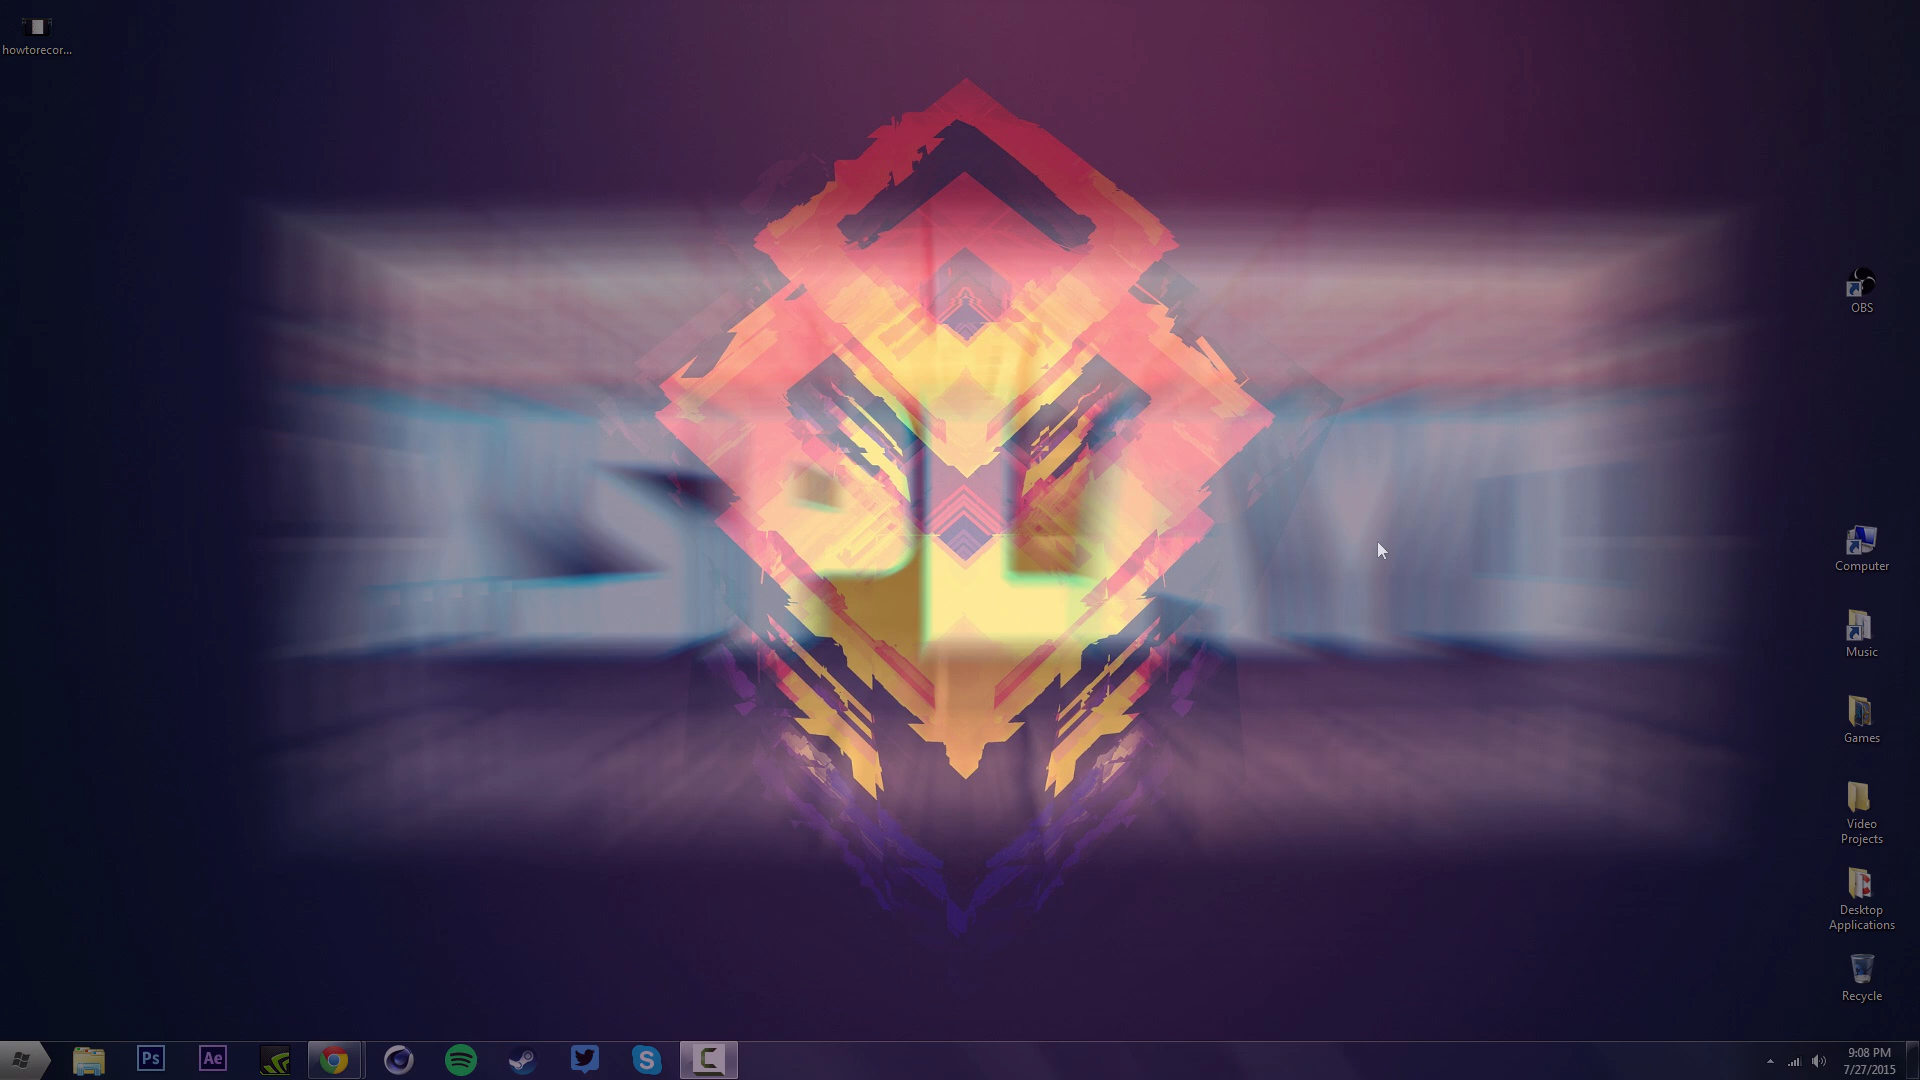 howtorecor...
OBS
Computer
Music
Games
Video
Projects
Desktop
Applications
Recycle
Ps
Ae
9:08 PM
7/27/2015